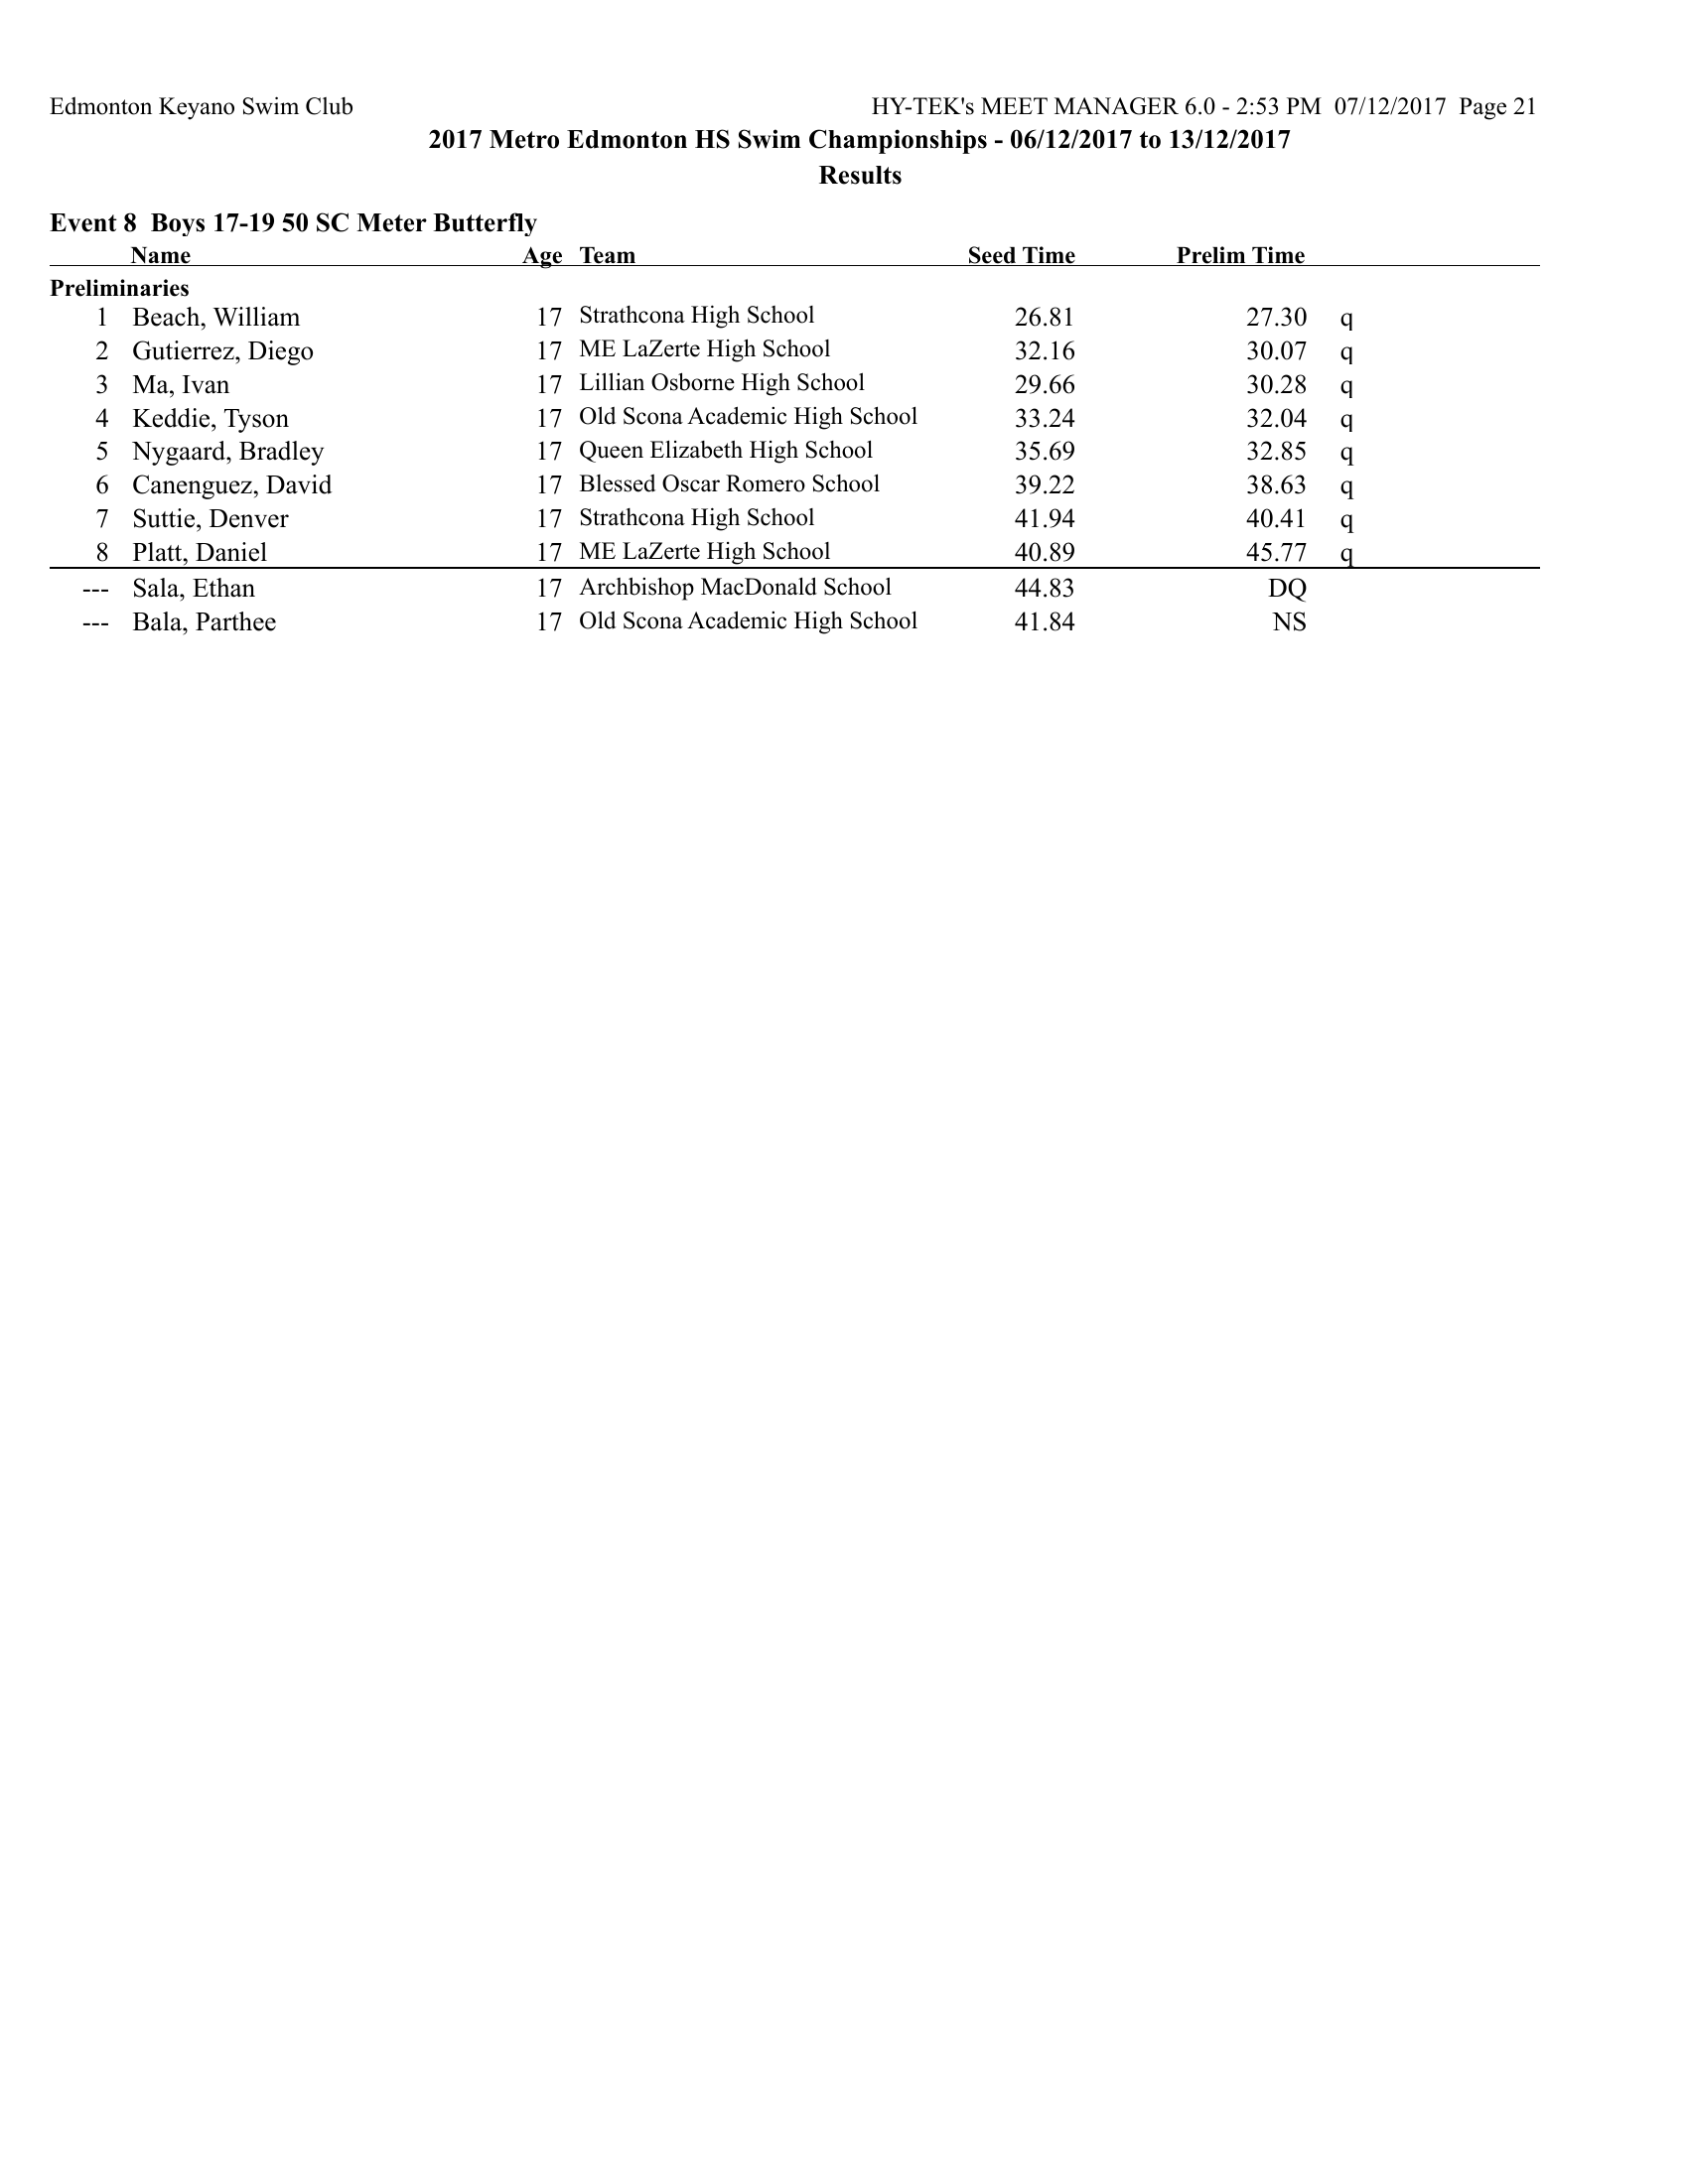 Edmonton Keyano Swim Club HY-TEK's MEET MANAGER 6.0 - 2:53 PM 07/12/2017 Page 21
2017 Metro Edmonton HS Swim Championships - 06/12/2017 to 13/12/2017
Results
Event 8 Boys 17-19 50 SC Meter Butterfly
Name Age Team Seed Time Prelim Time
Preliminaries
1 Beach, William 17 Strathcona High School 26.81 27.30 q
2 Gutierrez, Diego 17 ME LaZerte High School 32.16 30.07 q
3 Ma, Ivan 17 Lillian Osborne High School 29.66 30.28 q
4 Keddie, Tyson 17 Old Scona Academic High School 33.24 32.04 q
5 Nygaard, Bradley 17 Queen Elizabeth High School 35.69 32.85 q
6 Canenguez, David 17 Blessed Oscar Romero School 39.22 38.63 q
7 Suttie, Denver 17 Strathcona High School 41.94 40.41 q
8 Platt, Daniel 17 ME LaZerte High School 40.89 45.77 q
--- Sala, Ethan 17 Archbishop MacDonald School 44.83 DQ
--- Bala, Parthee 17 Old Scona Academic High School 41.84 NS